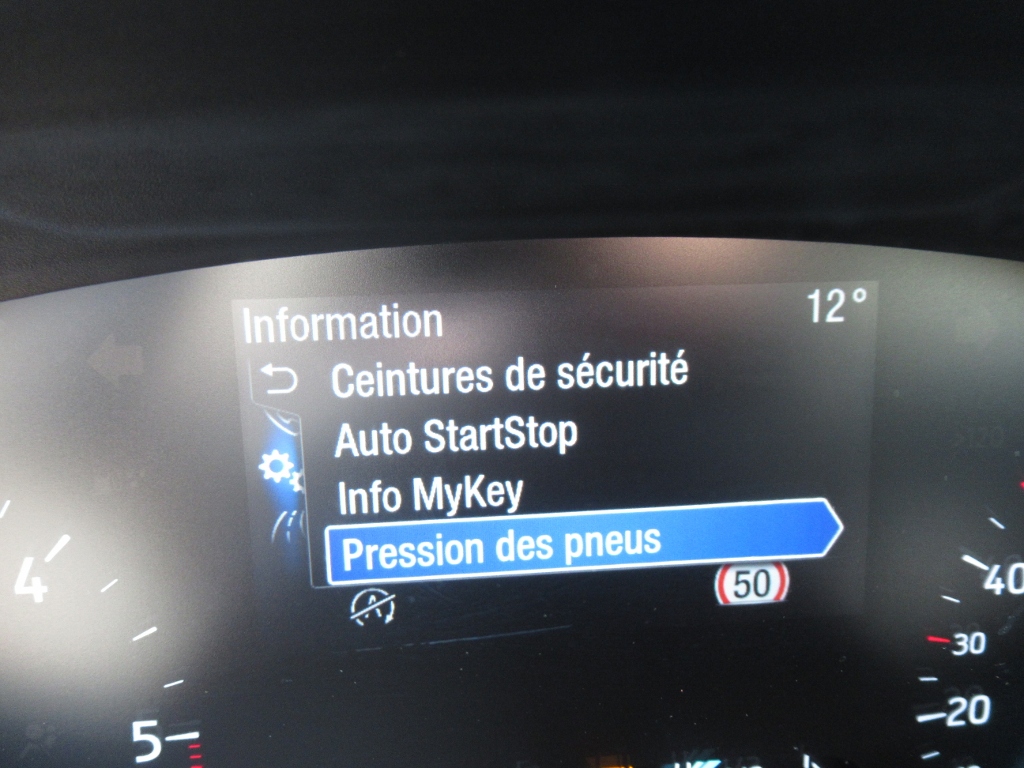 Information 12°
Ceintures de sécurité
Auto StartStop
Info MyKey
Pression des pneus
A 50
4
40
30
5
20